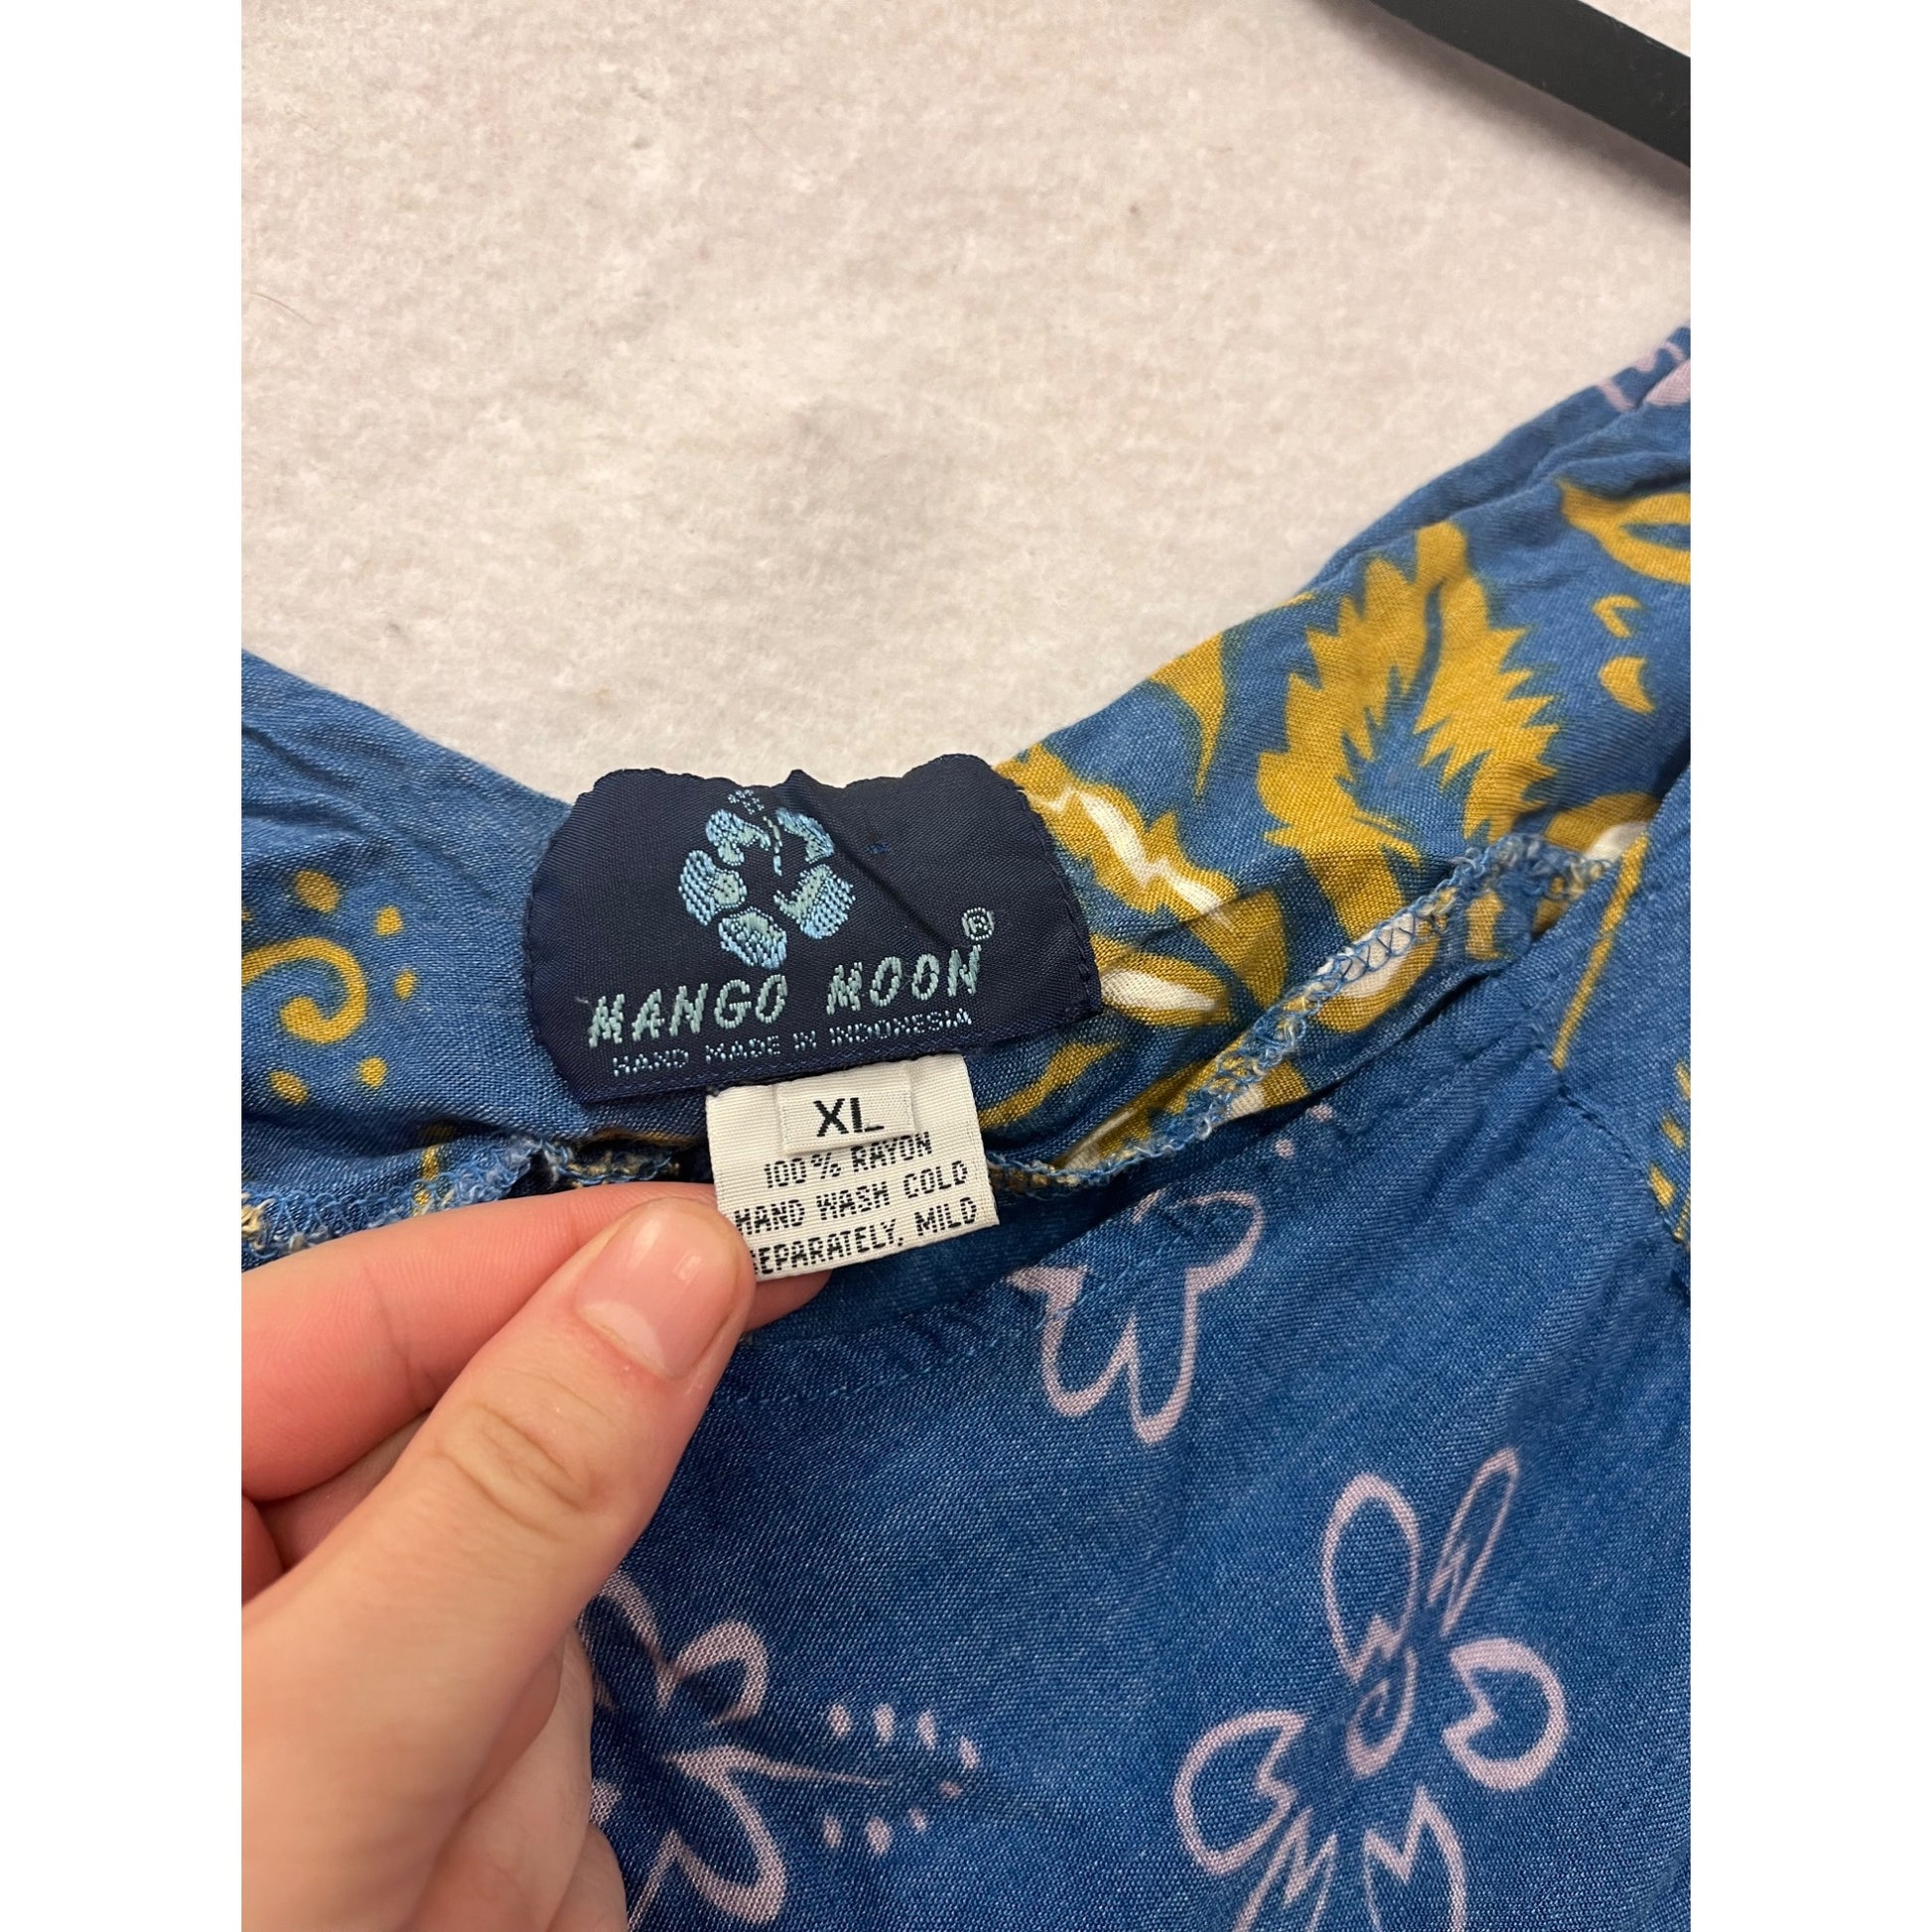 MANGO MOON®
HAND MADE IN INDONESIA
XL
100% RAYON
HAND WASH COLD
SEPARATELY, MILD